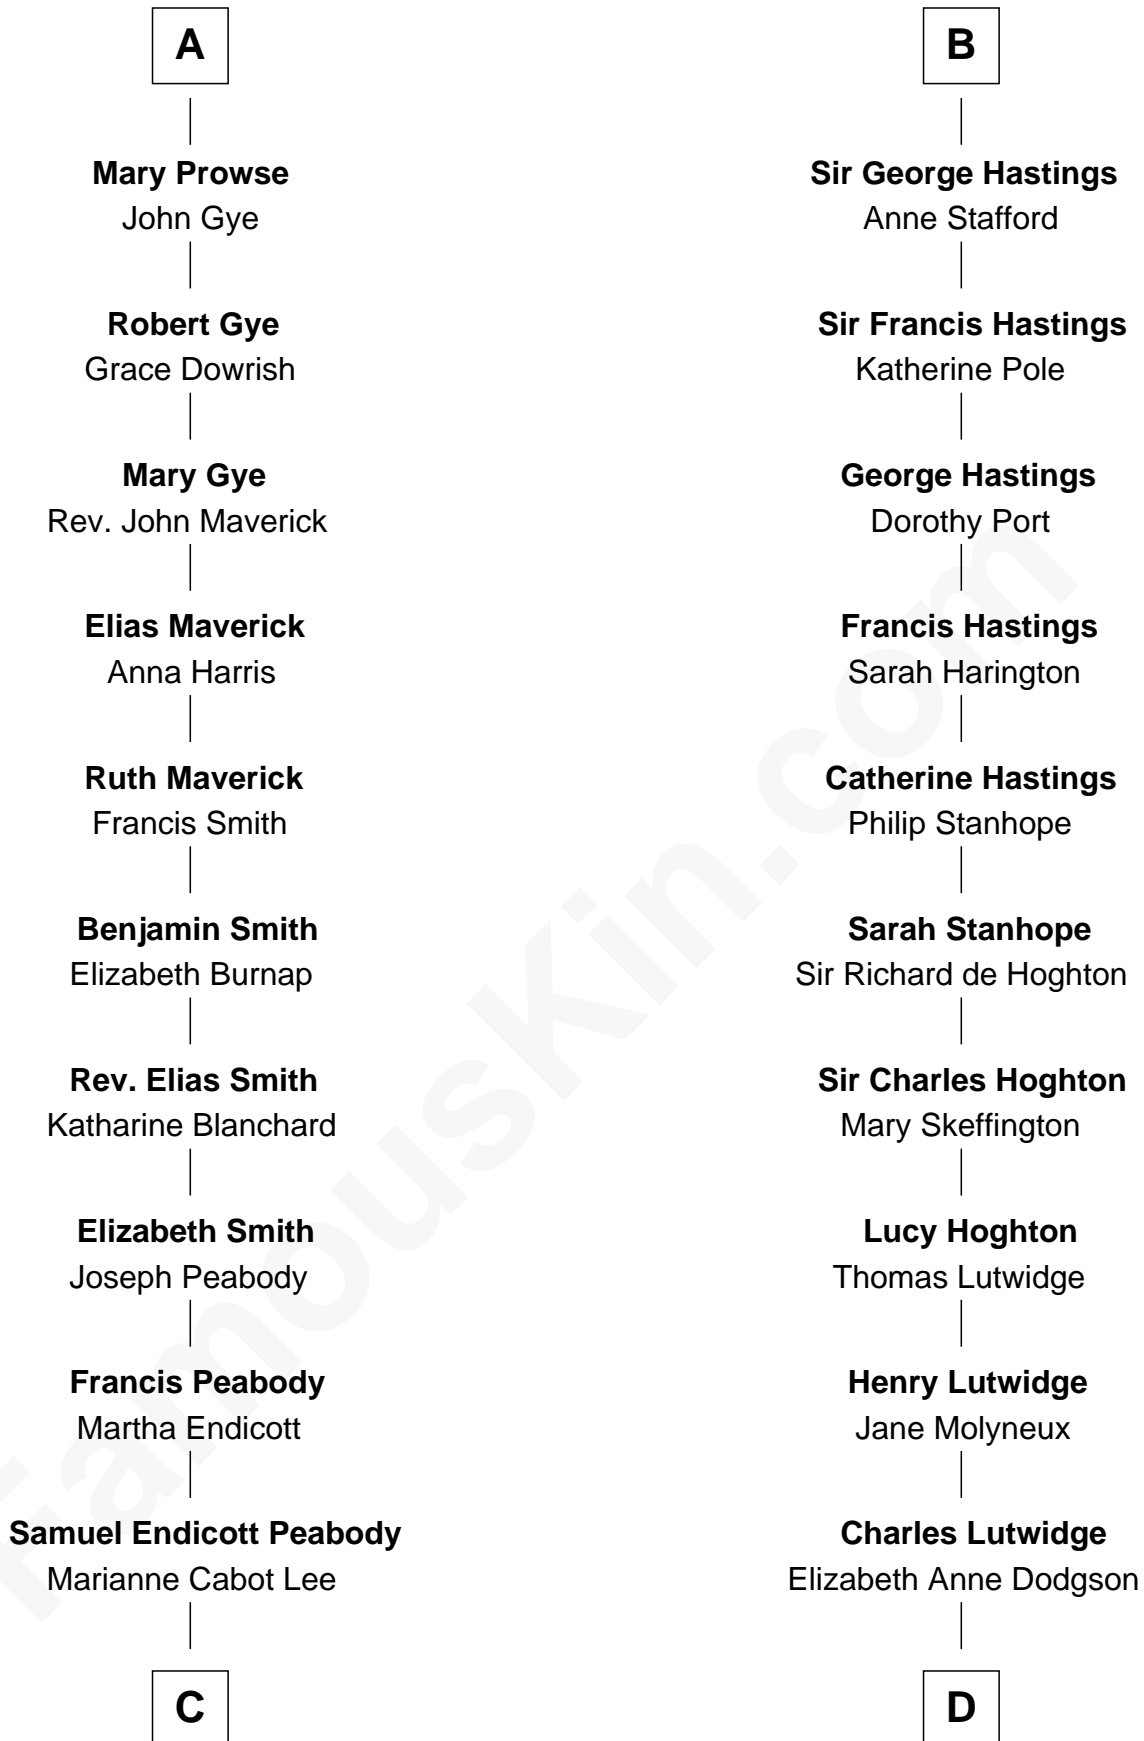 A
Mary Prowse
John Gye
Robert Gye
Grace Dowrish
Mary Gye
Rev. John Maverick
Elias Maverick
Anna Harris
Ruth Maverick
Francis Smith
Benjamin Smith
Elizabeth Burnap
Rev. Elias Smith
Katharine Blanchard
Elizabeth Smith
Joseph Peabody
Francis Peabody
Martha Endicott
Samuel Endicott Peabody
Marianne Cabot Lee
C
B
Sir George Hastings
Anne Stafford
Sir Francis Hastings
Katherine Pole
George Hastings
Dorothy Port
Francis Hastings
Sarah Harington
Catherine Hastings
Philip Stanhope
Sarah Stanhope
Sir Richard de Hoghton
Sir Charles Hoghton
Mary Skeffington
Lucy Hoghton
Thomas Lutwidge
Henry Lutwidge
Jane Molyneux
Charles Lutwidge
Elizabeth Anne Dodgson
D
FamousKin.com